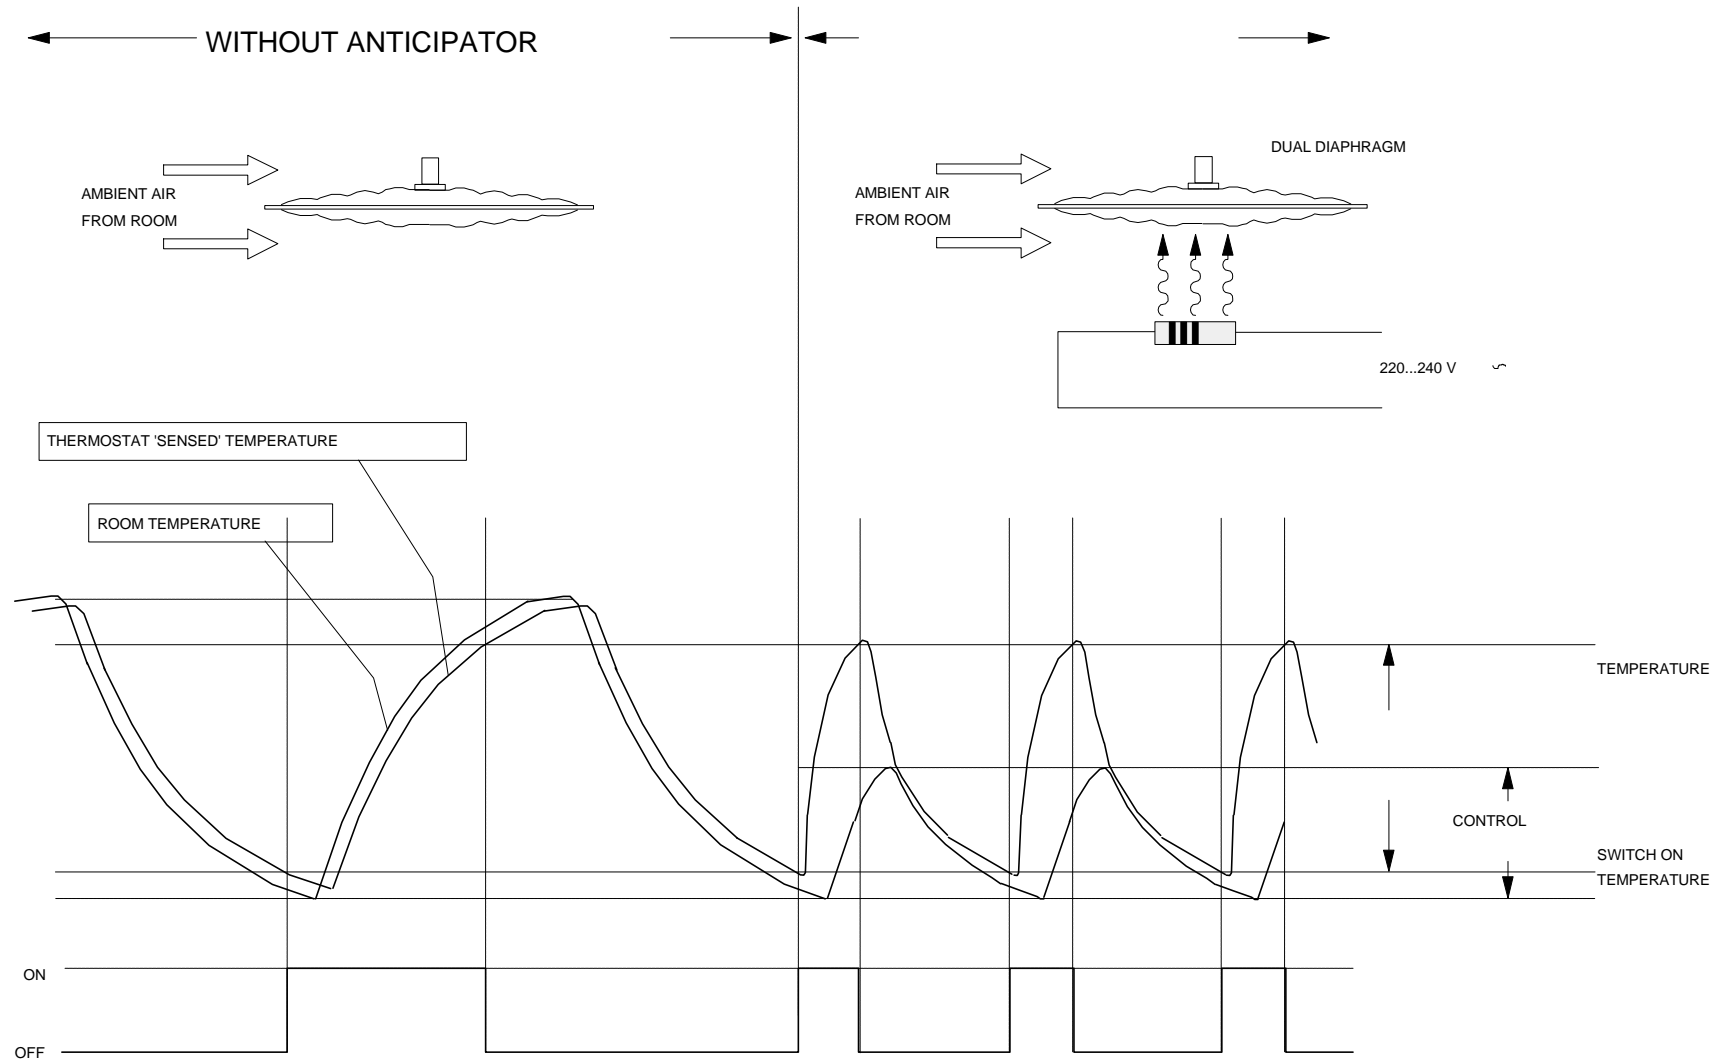 WITHOUT ANTICIPATOR
DUAL DIAPHRAGM
AMBIENT AIR
FROM ROOM
AMBIENT AIR
FROM ROOM
220...240 V
THERMOSTAT 'SENSED' TEMPERATURE
ROOM TEMPERATURE
TEMPERATURE
CONTROL
SWITCH ON
TEMPERATURE
ON
OFF